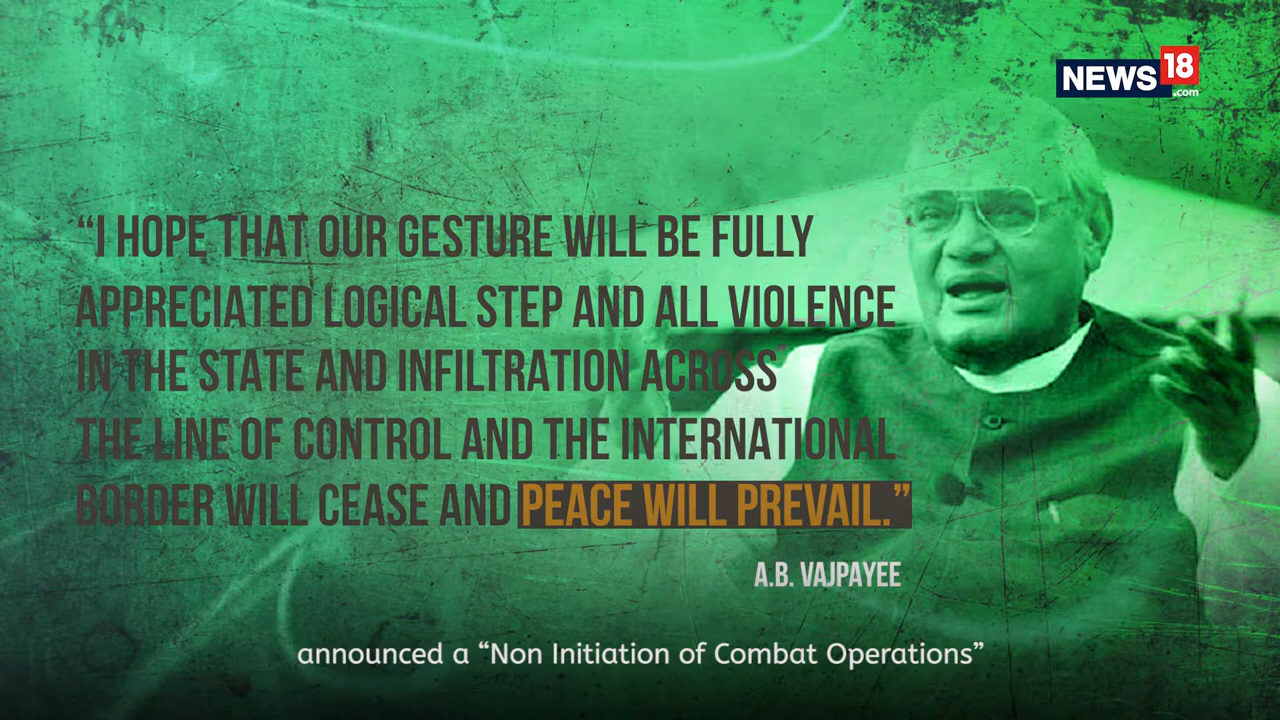 NEWS 18
.com
“I HOPE THAT OUR GESTURE WILL BE FULLY
APPRECIATED LOGICAL STEP AND ALL VIOLENCE
IN THE STATE AND INFILTRATION ACROSS
THE LINE OF CONTROL AND THE INTERNATIONAL
BORDER WILL CEASE AND PEACE WILL PREVAIL.”
A.B. VAJPAYEE
announced a “Non Initiation of Combat Operations”